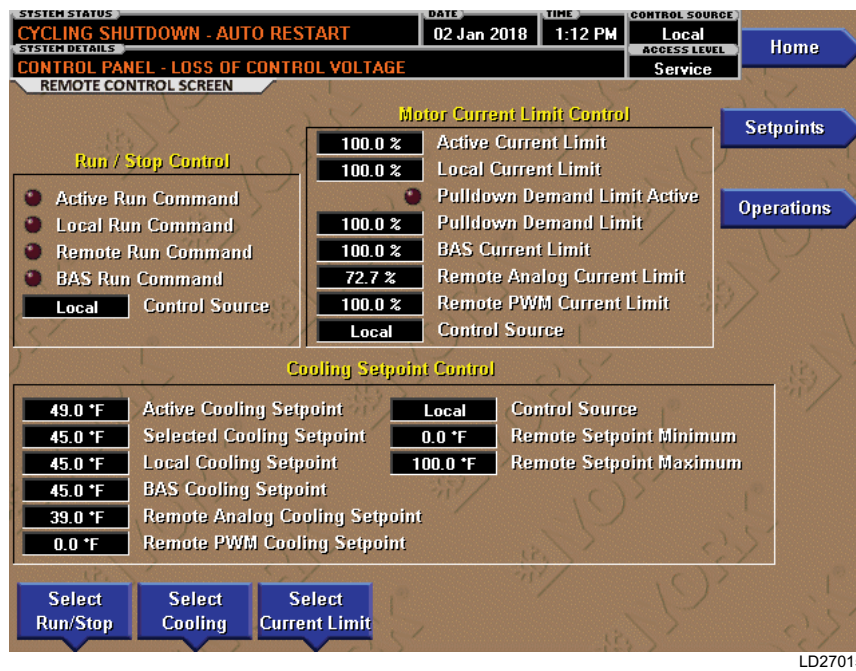 SYSTEM STATUS
CYCLING SHUTDOWN - AUTO RESTART
DATE
02 Jan 2018
TIME
1:12 PM
CONTROL SOURCE
Local
SYSTEM DETAILS
CONTROL PANEL - LOSS OF CONTROL VOLTAGE
ACCESS LEVEL
Service
Home
REMOTE CONTROL SCREEN
Setpoints
Operations
Run / Stop Control
Active Run Command
Local Run Command
Remote Run Command
BAS Run Command
Local Control Source
Motor Current Limit Control
100.0 % Active Current Limit
100.0 % Local Current Limit
Pulldown Demand Limit Active
100.0 % Pulldown Demand Limit
100.0 % BAS Current Limit
72.7 % Remote Analog Current Limit
100.0 % Remote PWM Current Limit
Local Control Source
Cooling Setpoint Control
49.0 °F Active Cooling Setpoint
45.0 °F Selected Cooling Setpoint
45.0 °F Local Cooling Setpoint
45.0 °F BAS Cooling Setpoint
39.0 °F Remote Analog Cooling Setpoint
0.0 °F Remote PWM Cooling Setpoint
Local Control Source
0.0 °F Remote Setpoint Minimum
100.0 °F Remote Setpoint Maximum
Select Run/Stop
Select Cooling
Select Current Limit
YORK